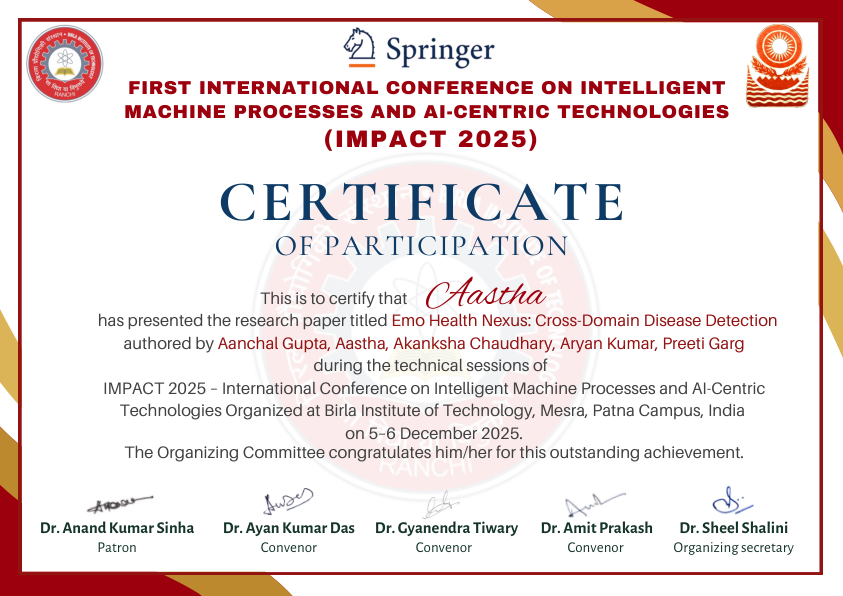 Springer
FIRST INTERNATIONAL CONFERENCE ON INTELLIGENT
MACHINE PROCESSES AND AI-CENTRIC TECHNOLOGIES
(IMPACT 2025)
CERTIFICATE
OF PARTICIPATION
This is to certify that Aastha
has presented the research paper titled Emo Health Nexus: Cross-Domain Disease Detection
authored by Aanchal Gupta, Aastha, Akanksha Chaudhary, Aryan Kumar, Preeti Garg
during the technical sessions of
IMPACT 2025 – International Conference on Intelligent Machine Processes and AI-Centric
Technologies Organized at Birla Institute of Technology, Mesra, Patna Campus, India
on 5–6 December 2025.
The Organizing Committee congratulates him/her for this outstanding achievement.
RANCHI
Dr. Anand Kumar Sinha
Patron
Dr. Ayan Kumar Das
Convenor
Dr. Gyanendra Tiwary
Convenor
Dr. Amit Prakash
Convenor
Dr. Sheel Shalini
Organizing secretary